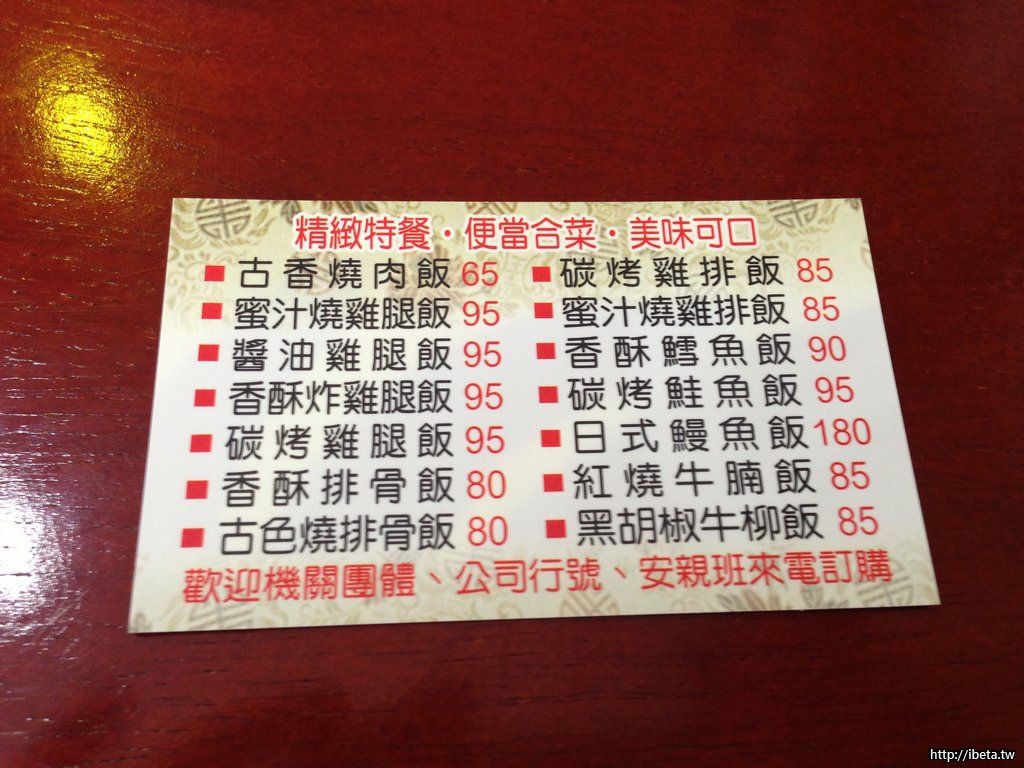 精緻特餐・便當合菜・美味可口
■ 古香燒肉飯 65
■ 蜜汁燒雞腿飯 95
■ 醬油雞腿飯 95
■ 香酥炸雞腿飯 95
■ 碳烤雞腿飯 95
■ 香酥排骨飯 80
■ 古色燒排骨飯 80
■ 碳烤雞排飯 85
■ 蜜汁燒雞排飯 85
■ 香酥鱈魚飯 90
■ 碳烤鮭魚飯 95
■ 日式鰻魚飯 180
■ 紅燒牛腩飯 85
■ 黑胡椒牛柳飯 85
歡迎機關團體、公司行號、安親班來電訂購
http://ibeta.tw